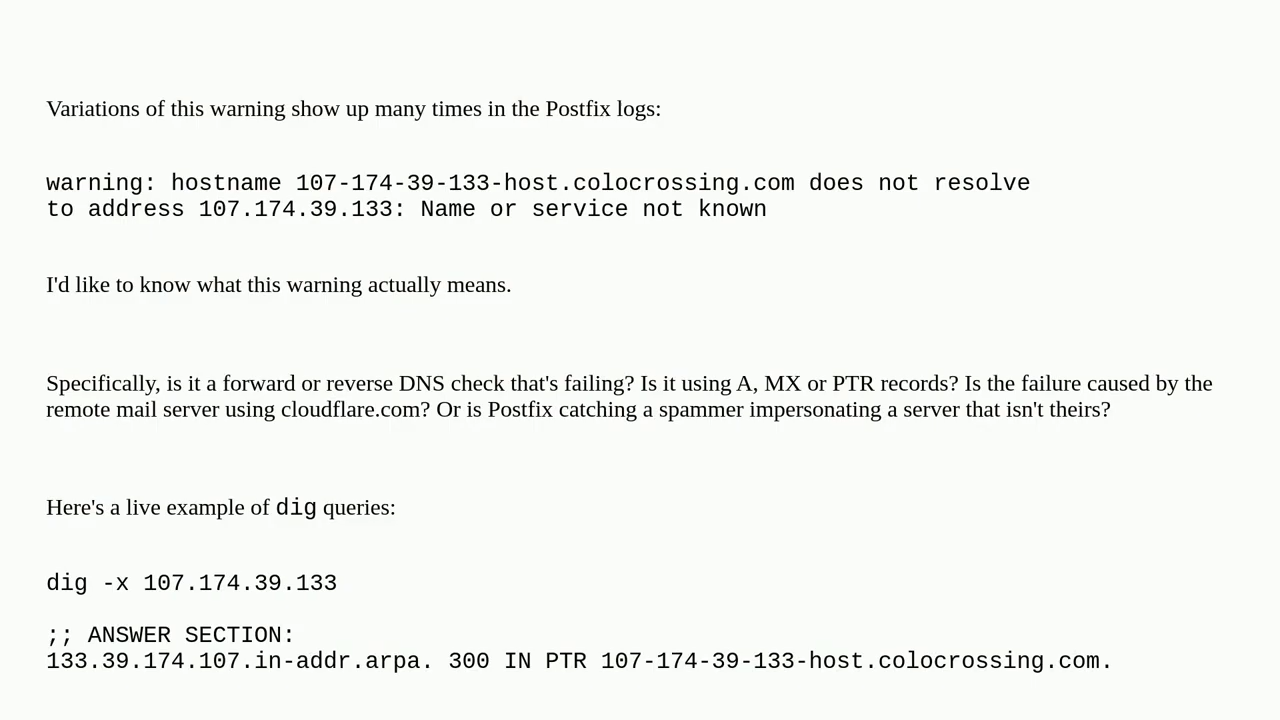 Variations of this warning show up many times in the Postfix logs:
warning: hostname 107-174-39-133-host.colocrossing.com does not resolve
to address 107.174.39.133: Name or service not known
I'd like to know what this warning actually means.
Specifically, is it a forward or reverse DNS check that's failing? Is it using A, MX or PTR records? Is the failure caused by the
remote mail server using cloudflare.com? Or is Postfix catching a spammer impersonating a server that isn't theirs?
Here's a live example of dig queries:
dig -x 107.174.39.133
;; ANSWER SECTION:
133.39.174.107.in-addr.arpa. 300 IN PTR 107-174-39-133-host.colocrossing.com.